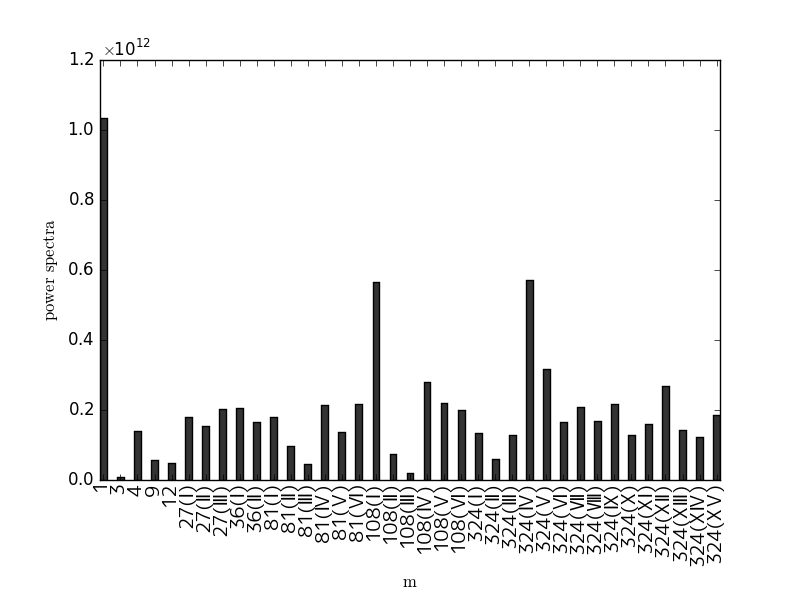 ×10¹²
1.2
1.0
0.8
0.6
0.4
0.2
0.0
power spectra
1
3
4
9
12
27(I)
27(II)
27(III)
36(I)
36(II)
81(I)
81(II)
81(III)
81(IV)
81(V)
81(VI)
108(I)
108(II)
108(III)
108(IV)
108(V)
108(VI)
324(I)
324(II)
324(III)
324(IV)
324(V)
324(VI)
324(VII)
324(VIII)
324(IX)
324(X)
324(XI)
324(XII)
324(XIII)
324(XIV)
324(XV)
m